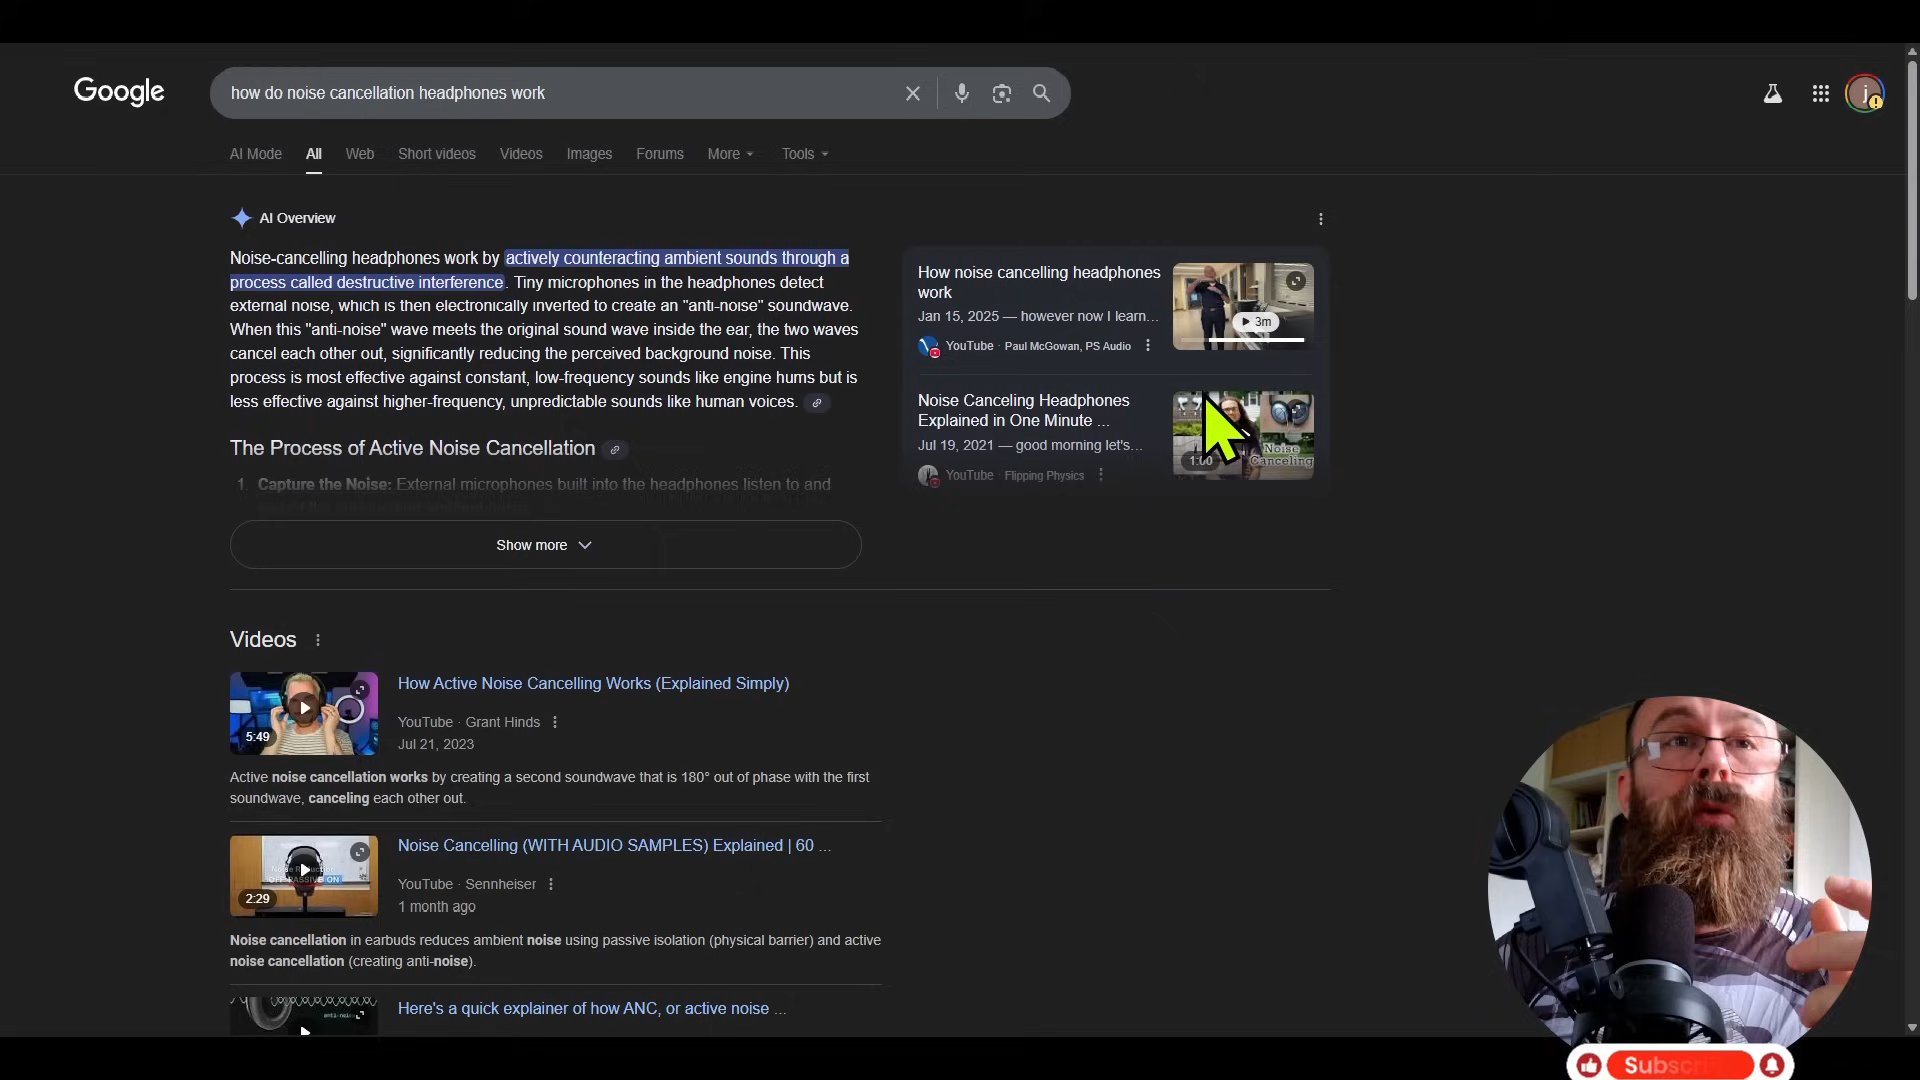 Google
how do noise cancellation headphones work
j
AI Mode
All
Web
Short videos
Videos
Images
Forums
More
Tools
AI Overview
Noise-cancelling headphones work by actively counteracting ambient sounds through a
process called destructive interference. Tiny microphones in the headphones detect
external noise, which is then electronically inverted to create an "anti-noise" soundwave.
When this "anti-noise" wave meets the original sound wave inside the ear, the two waves
cancel each other out, significantly reducing the perceived background noise. This
process is most effective against constant, low-frequency sounds like engine hums but is
less effective against higher-frequency, unpredictable sounds like human voices.
The Process of Active Noise Cancellation
1. Capture the Noise: External microphones built into the headphones listen to and
Show more
How noise cancelling headphones
work
Jan 15, 2025 — however now I learn...
YouTube · Paul McGowan, PS Audio
3m
Noise Canceling Headphones
Explained in One Minute ...
Jul 19, 2021 — good morning let's...
YouTube · Flipping Physics
1:00
Noise
Canceling
Videos
How Active Noise Cancelling Works (Explained Simply)
YouTube · Grant Hinds
Jul 21, 2023
5:49
Active noise cancellation works by creating a second soundwave that is 180° out of phase with the first
soundwave, canceling each other out.
Noise Cancelling (WITH AUDIO SAMPLES) Explained | 60 ...
YouTube · Sennheiser
1 month ago
2:29
Noise cancellation in earbuds reduces ambient noise using passive isolation (physical barrier) and active
noise cancellation (creating anti-noise).
Here's a quick explainer of how ANC, or active noise ...